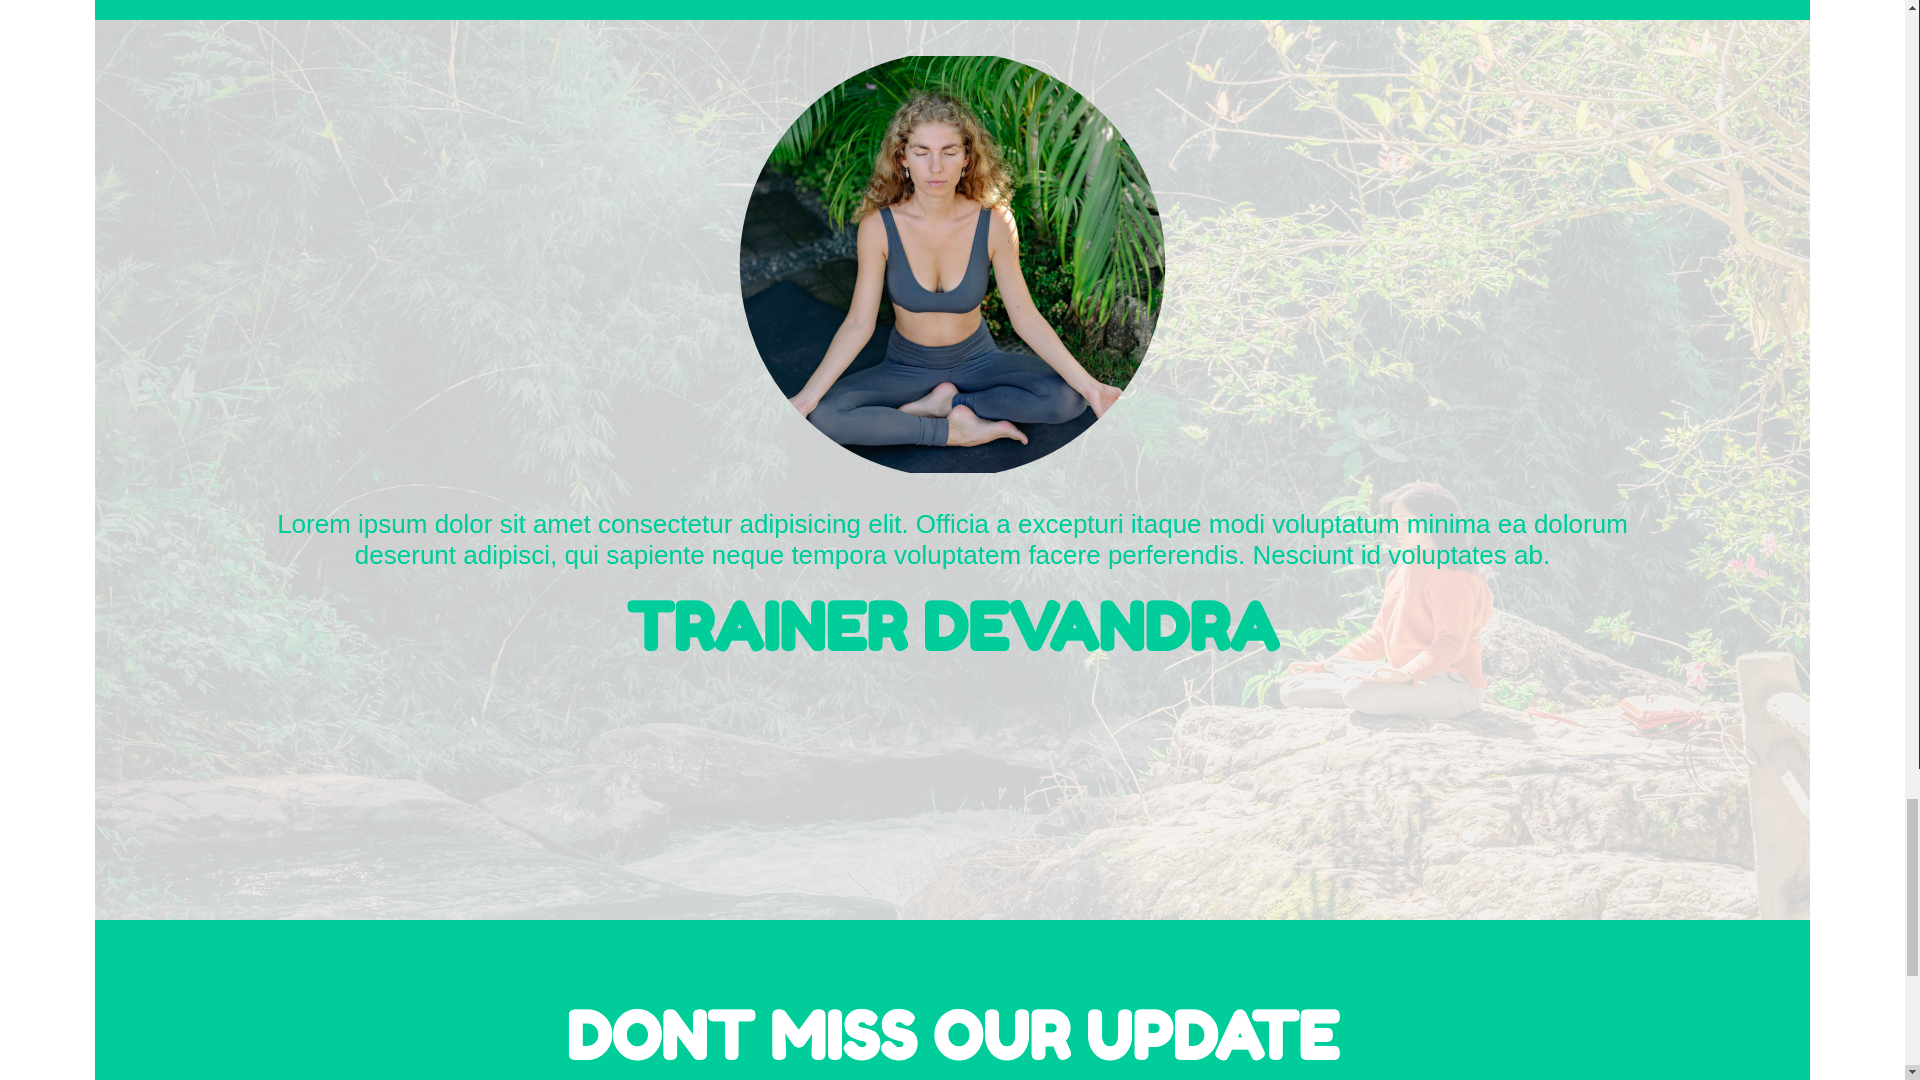 Lorem ipsum dolor sit amet consectetur adipisicing elit. Officia a excepturi itaque modi voluptatum minima ea dolorum
deserunt adipisci, qui sapiente neque tempora voluptatem facere perferendis. Nesciunt id voluptates ab.
TRAINER DEVANDRA
DONT MISS OUR UPDATE